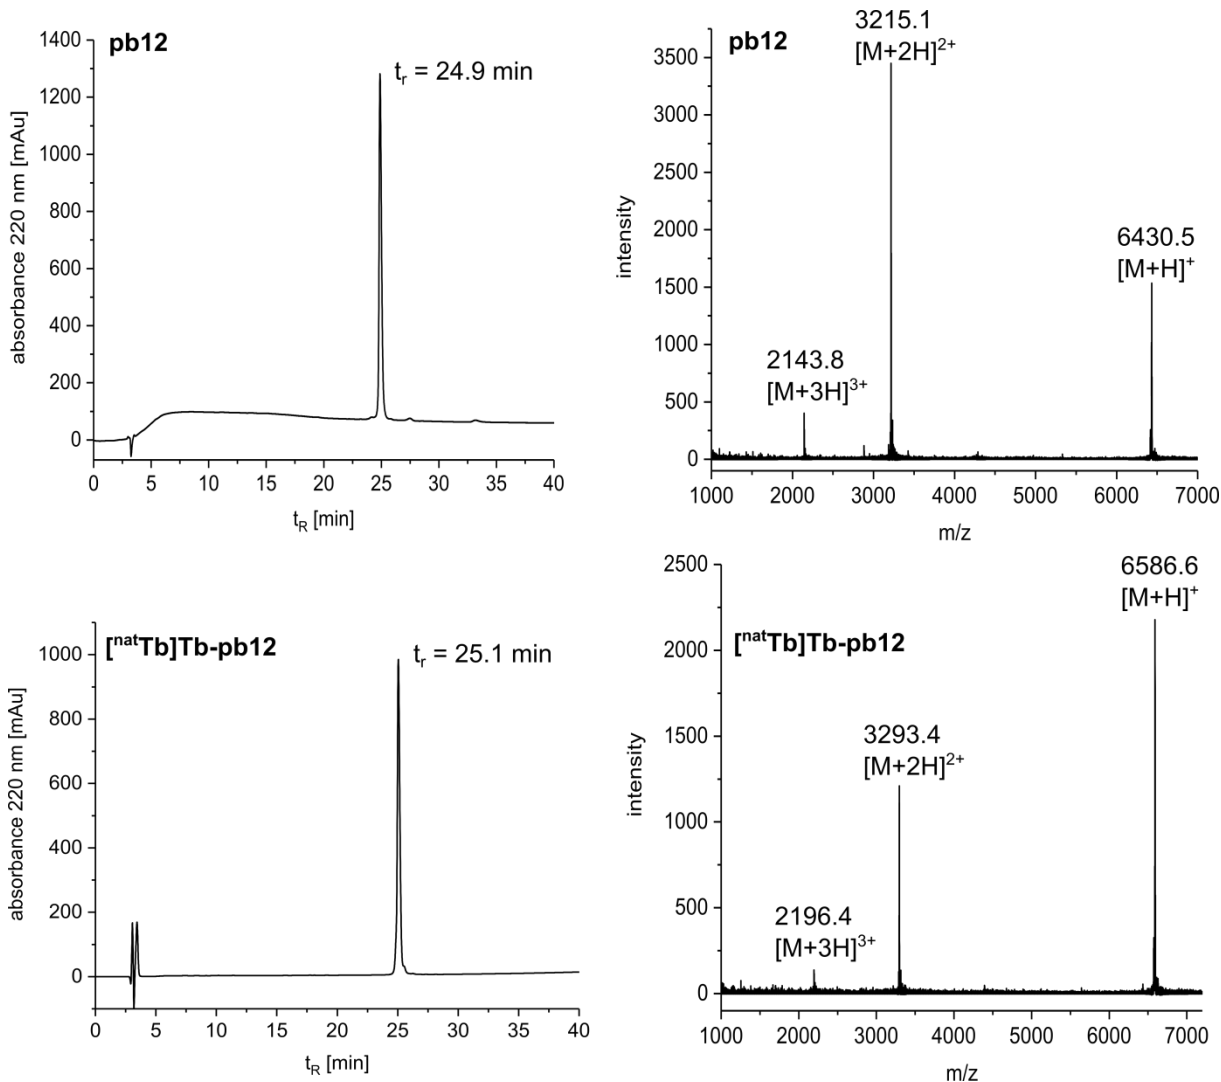 pb12
t_r = 24.9 min
absorbance 220 nm [mAu]
1400
1200
1000
800
600
400
200
0
0 5 10 15 20 25 30 35 40
t_R [min]
pb12
3215.1
[M+2H]²⁺
6430.5
[M+H]⁺
2143.8
[M+3H]³⁺
intensity
3500
3000
2500
2000
1500
1000
500
0
1000 2000 3000 4000 5000 6000 7000
m/z
[ⁿᵃᵗTb]Tb-pb12
t_r = 25.1 min
absorbance 220 nm [mAu]
1000
800
600
400
200
0
0 5 10 15 20 25 30 35 40
t_R [min]
[ⁿᵃᵗTb]Tb-pb12
6586.6
[M+H]⁺
3293.4
[M+2H]²⁺
2196.4
[M+3H]³⁺
intensity
2500
2000
1500
1000
500
0
1000 2000 3000 4000 5000 6000 7000
m/z